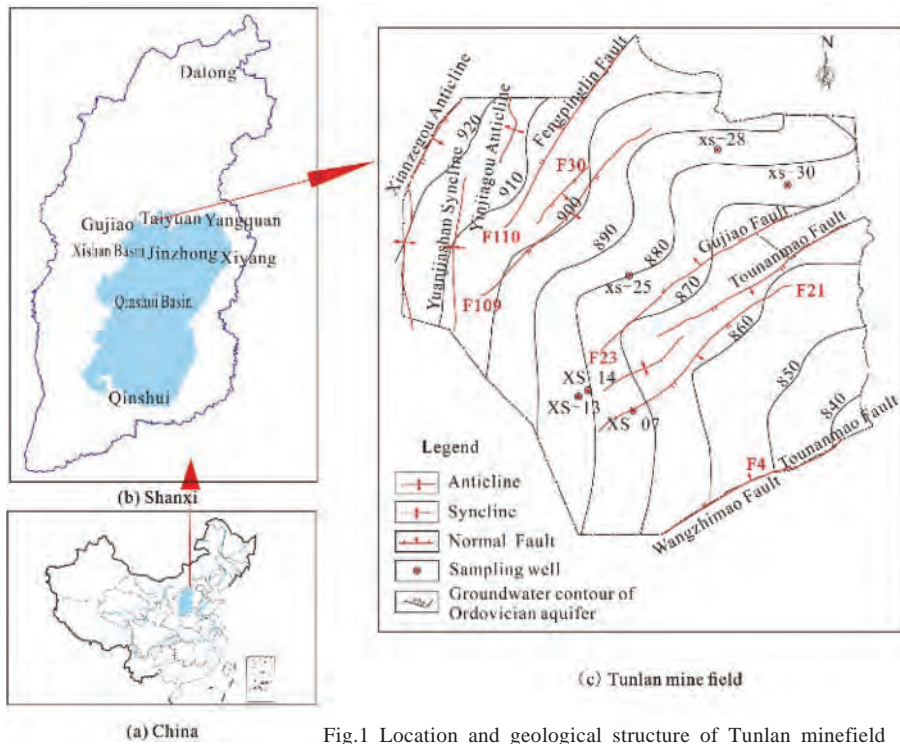 Datong
Gujiao
Taiyuan
Yangquan
Xishan Basin
Jinzhong
Xiyang
Qinshui Basin
Qinshui
(b) Shanxi
(a) China
N
Xianzegou Anticline
920
Yuanjiashan Syncline
Yinjiagou Anticline
910
Fengpinglin Fault
F30
900
F110
F109
890
880
xs-28
xs-30
xs-25
Gujiao Fault
870
Tounanmao Fault
F21
860
F23
XS 14
XS-13
XS 07
850
840
Tounanmao Fault
F4
Wangzhimao Fault
Legend
Anticline
Syncline
Normal Fault
Sampling well
Groundwater contour of
Ordovician aquifer
(c) Tunlan mine field
Fig.1 Location and geological structure of Tunlan minefield